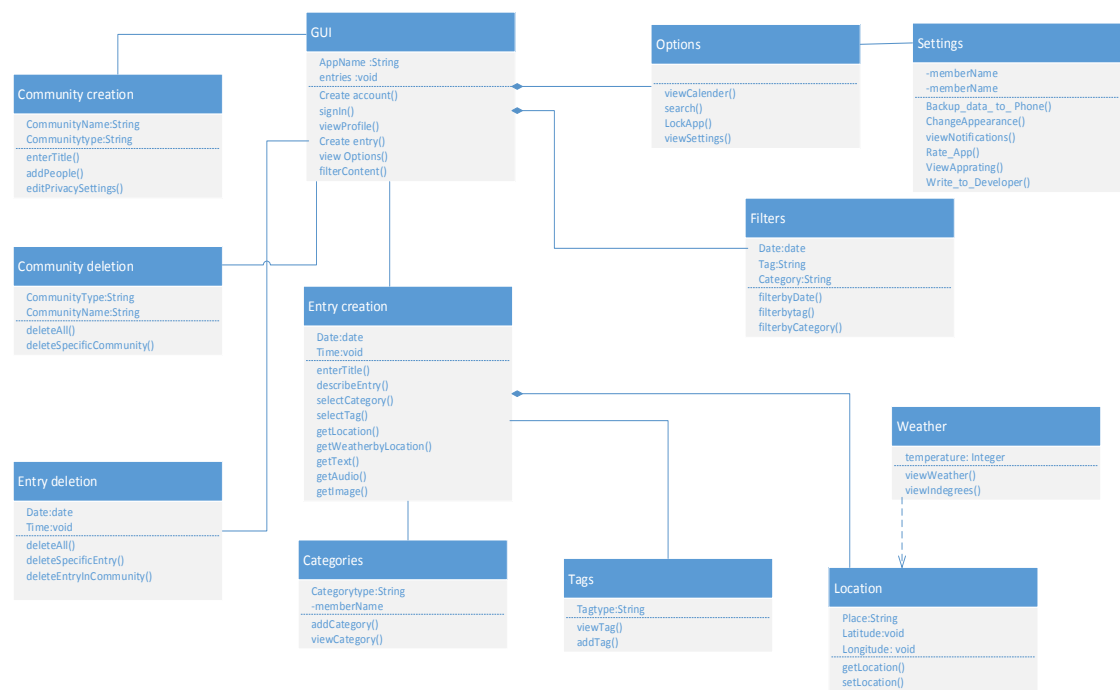 GUI
AppName :String
entries :void
Create account()
signIn()
viewProfile()
Create entry()
view Options()
filterContent()
Options
viewCalender()
search()
LockApp()
viewSettings()
Settings
-memberName
-memberName
Backup_data_ to_ Phone()
ChangeAppearance()
viewNotifications()
Rate_App()
ViewApprating()
Write_to_Developer()
Community creation
CommunityName:String
Communitytype:String
enterTitle()
addPeople()
editPrivacySettings()
Filters
Date:date
Tag:String
Category:String
filterbyDate()
filterbytag()
filterbyCategory()
Community deletion
CommunityType:String
CommunityName:String
deleteAll()
deleteSpecificCommunity()
Entry creation
Date:date
Time:void
enterTitle()
describeEntry()
selectCategory()
selectTag()
getLocation()
getWeatherbyLocation()
getText()
getAudio()
getImage()
Weather
temperature: Integer
viewWeather()
viewIndegrees()
Entry deletion
Date:date
Time:void
deleteAll()
deleteSpecificEntry()
deleteEntryInCommunity()
Categories
Categorytype:String
-memberName
addCategory()
viewCategory()
Tags
Tagtype:String
viewTag()
addTag()
Location
Place:String
Latitude:void
Longitude: void
getLocation()
setLocation()